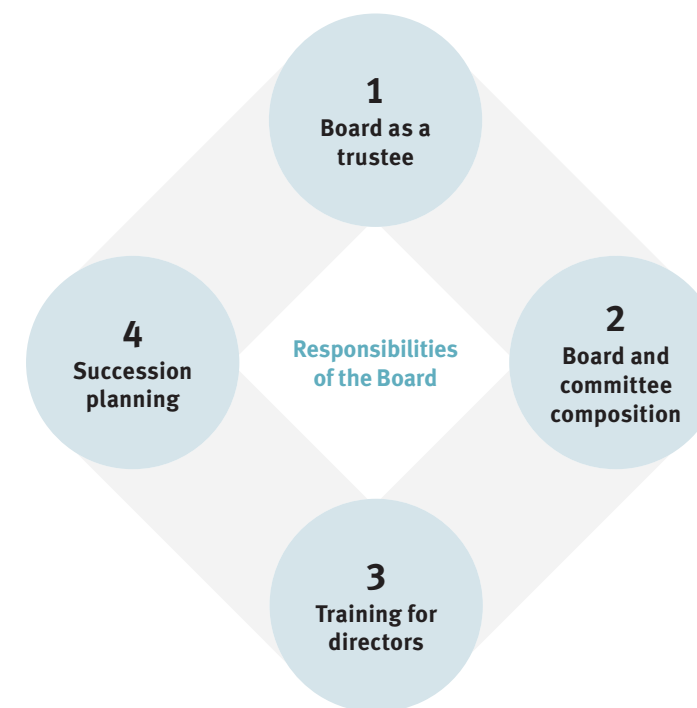 1
Board as a
trustee
4
Succession
planning
Responsibilities
of the Board
2
Board and
committee
composition
3
Training for
directors